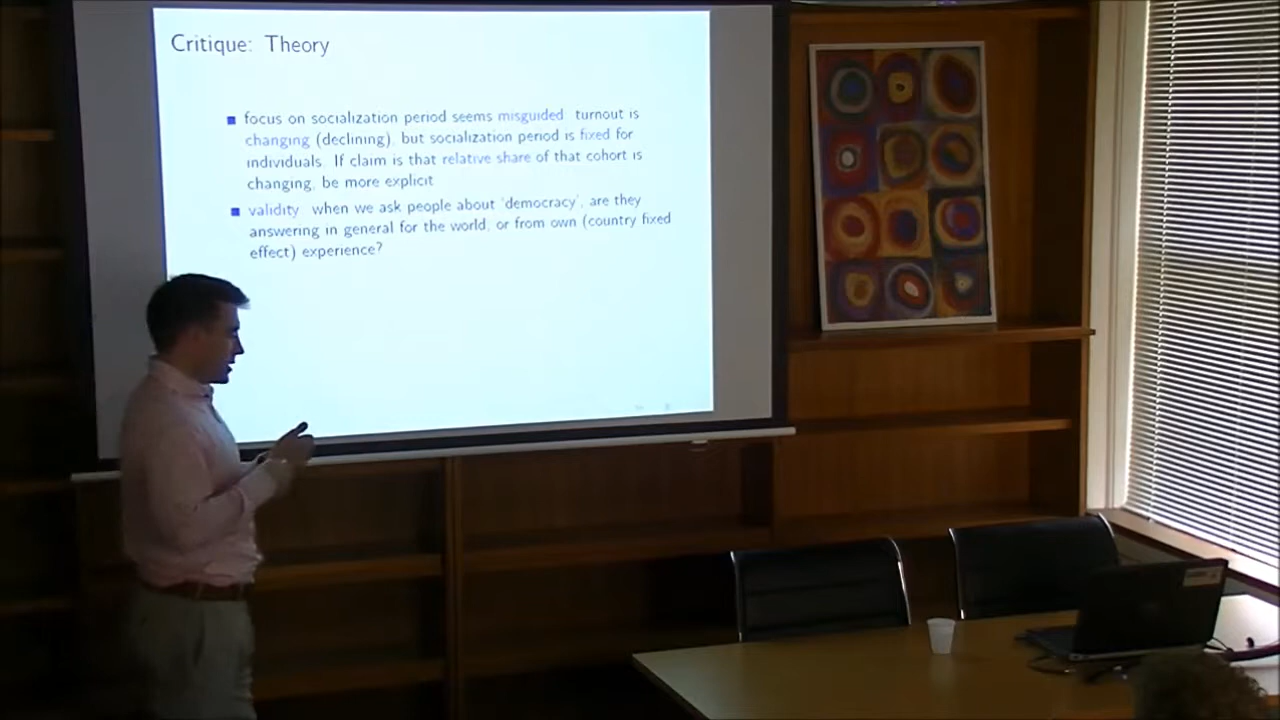 Critique: Theory
focus on socialization period seems misguided turnout is
changing (declining), but socialization period is fixed for
individuals. If claim is that relative share of that cohort is
changing, be more explicit
validity when we ask people about 'democracy', are they
answering in general for the world, or from own (country fixed
effect) experience?